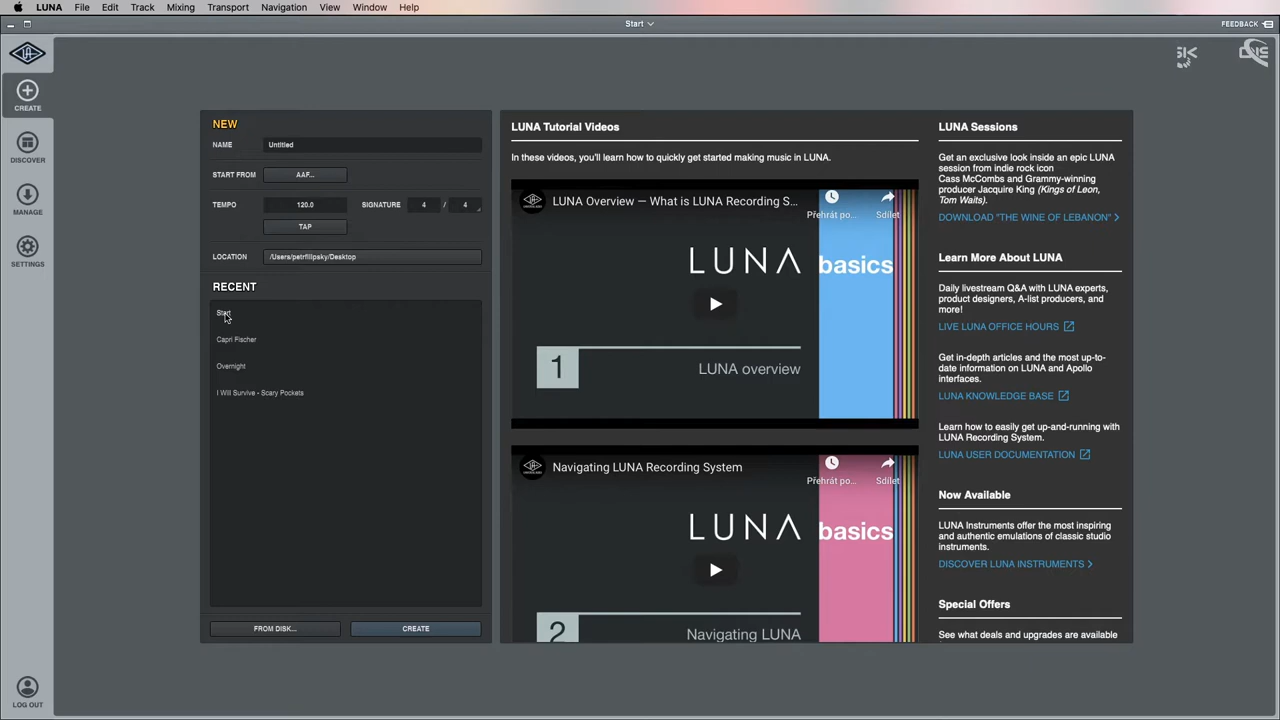 LUNA File Edit Track Mixing Transport Navigation View Window Help
Start
FEEDBACK
CREATE
DISCOVER
MANAGE
SETTINGS
LOG OUT
NEW
NAME Untitled
START FROM AAF...
TEMPO 120.0 SIGNATURE 4 / 4
TAP
LOCATION /Users/petrfilipsky/Desktop
RECENT
Start
Capri Fischer
Overnight
I Will Survive - Scary Pockets
FROM DISK... CREATE
LUNA Tutorial Videos
In these videos, you'll learn how to quickly get started making music in LUNA.
LUNA Overview — What is LUNA Recording S...
Přehrát po... Sdílet
LUNA basics
1 LUNA overview
Navigating LUNA Recording System
Přehrát po... Sdílet
LUNA basics
2 Navigating LUNA
LUNA Sessions
Get an exclusive look inside an epic LUNA
session from indie rock icon
Cass McCombs and Grammy-winning
producer Jacquire King (Kings of Leon,
Tom Waits).
DOWNLOAD "THE WINE OF LEBANON"
Learn More About LUNA
Daily livestream Q&A with LUNA experts,
product designers, A-list producers, and
more!
LIVE LUNA OFFICE HOURS
Get in-depth articles and the most up-to-
date information on LUNA and Apollo
interfaces.
LUNA KNOWLEDGE BASE
Learn how to easily get up-and-running with
LUNA Recording System.
LUNA USER DOCUMENTATION
Now Available
LUNA Instruments offer the most inspiring
and authentic emulations of classic studio
instruments.
DISCOVER LUNA INSTRUMENTS
Special Offers
See what deals and upgrades are available